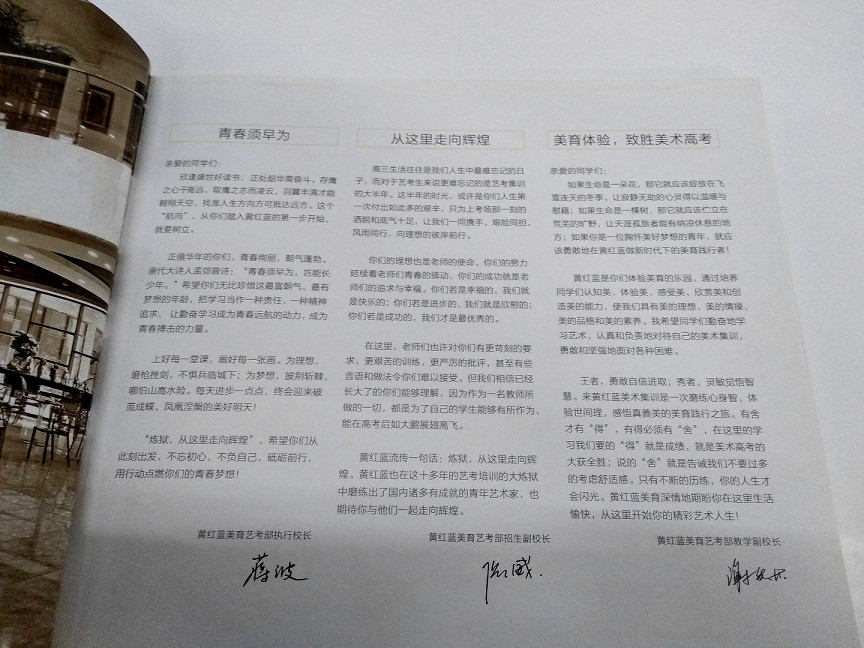 青春须早为
亲爱的同学们：
欣逢盛世好读书，正处韶华需奋斗。存鹰
之心于高远，取鹰之志而凌云，羽翼丰满才能
翱翔天空，找准人生方向方可抵达远方。这个
“航向”，从你们踏入黄红蓝的第一步开始，
就要树立。
正值华年的你们，青春绚丽，朝气蓬勃。
唐代大诗人孟郊曾诗：“青春须早为，岂能长
少年。”希望你们无比珍惜这最富朝气、最有
梦想的年龄，把学习当作一种责任、一种精神
追求，让勤奋学习成为青春远航的动力，成为
青春搏击的力量。
上好每一堂课，画好每一张画。为理想，
磨枪挫剑，不惧兵临城下；为梦想，披荆斩棘，
哪怕山高水险。每天进步一点点，终会迎来破
茧成蝶、凤凰涅槃的美好明天！
“炼狱，从这里走向辉煌”，希望你们从
此刻出发，不忘初心，不负自己，砥砺前行，
用行动点燃你们的青春梦想！
黄红蓝美育艺考部执行校长
蒋波
从这里走向辉煌
高三生活往往是我们人生中最难忘记的日
子，而对于艺考生来说更难忘记的是艺考集训
的大半年。这半年的时光，或许是你们人生第
一次付出如此多的艰辛，只为上考场那一刻的
洒脱和底气十足，让我们一同携手，艰险同担，
风雨同行，向理想的彼岸前行。
你们的理想也是老师的使命，你们的努力
延续着老师们青春的驿动，你们的成功就是老
师们的追求与幸福。你们若是幸福的，我们就
是快乐的；你们若是进步的，我们就是欣慰的；
你们若是成功的，我们才是最优秀的。
在这里，老师们也许对你们有更苛刻的要
求，更艰苦的训练，更严厉的批评，甚至有些
言语和做法令你们难以接受。但我们相信已经
长大了的你们能够理解，因为作为一名教师所
做的一切，都是为了自己的学生能够有所作为，
能在高考后如大鹏展翅高飞。
黄红蓝流传一句话：炼狱，从这里走向辉
煌。黄红蓝也在这十多年的艺考培训的大炼狱
中磨练出了国内诸多有成就的青年艺术家，也
期待你与他们一起走向辉煌。
黄红蓝美育艺考部招生副校长
美育体验，致胜美术高考
亲爱的同学们：
如果生命是一朵花，那它就应该绽放在飞
雪连天的冬季，让寂静无助的心灵得以温暖与
慰籍；如果生命是一棵树，那它就应该伫立在
荒芜的旷野，让天涯孤旅者能有纳凉休息的地
方；如果你是一位胸怀美好梦想的青年，就应
该勇敢地在黄红蓝做新时代下的美育践行者！
黄红蓝是你们体验美育的乐园，通过培养
同学们认知美、体验美、感受美、欣赏美和创
造美的能力，使我们具有美的理想、美的情操、
美的品格和美的素养。我希望同学们勤奋地学
习艺术，认真和负责地对待自己的美术集训，
勇敢和坚强地面对各种困难。
王者，勇敢自信进取；秀者，灵敏觉悟智
慧。来黄红蓝美术集训是一次磨练心身智，体
验世间理，感悟真善美的美育践行之旅。有舍
才有“得”，有得必须有“舍”，在这里的学
习我们要的“得”就是成绩，就是美术高考的
大获全胜；说的“舍”就是告诫我们不要过多
的考虑舒适感。只有不断的历练，你的人生才
会闪光。黄红蓝美育深情地期盼你在这里生活
愉快，从这里开始你的精彩艺术人生！
黄红蓝美育艺考部教学副校长